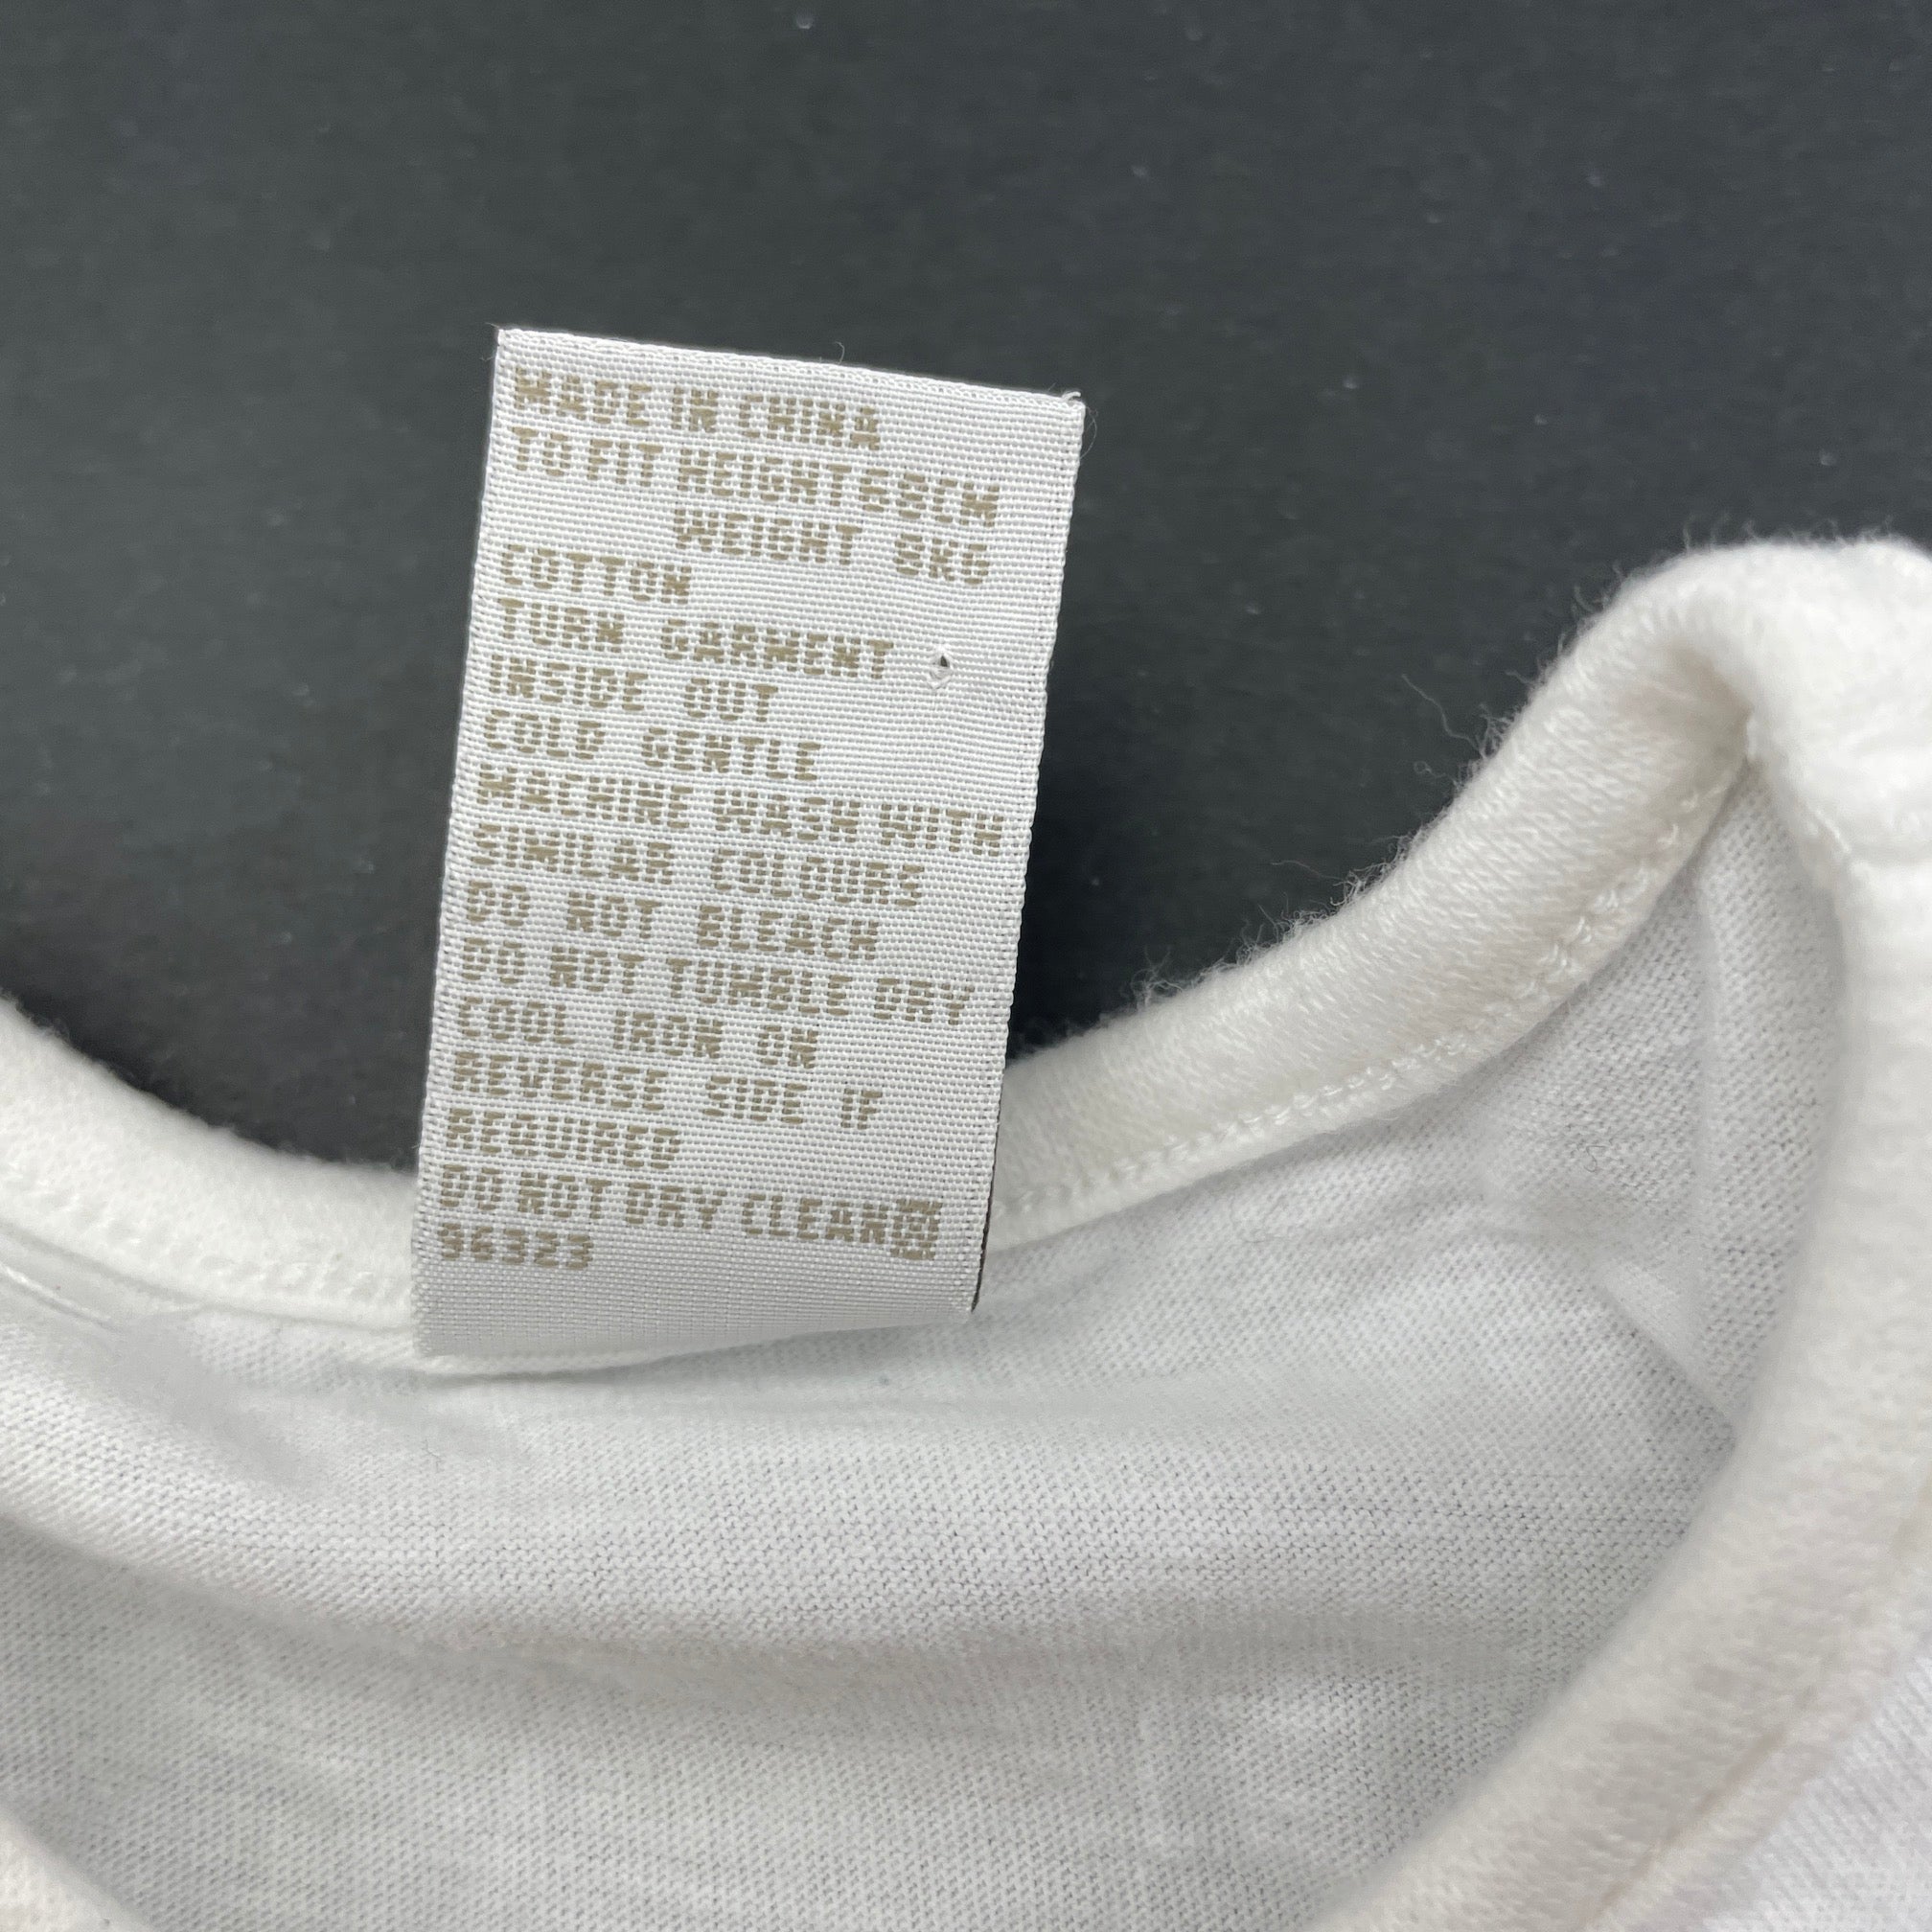 MADE IN CHINA
TO FIT HEIGHT 68CM
WEIGHT 8KG
COTTON
TURN GARMENT
INSIDE OUT
COLD GENTLE
MACHINE WASH WITH
SIMILAR COLOURS
DO NOT BLEACH
DO NOT TUMBLE DRY
COOL IRON ON
REVERSE SIDE IF
REQUIRED
DO NOT DRY CLEAN
96323